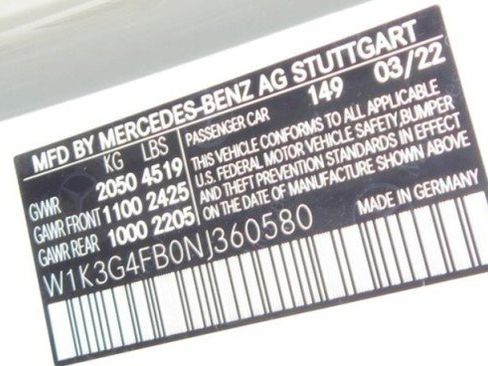 MFD BY MERCEDES-BENZ AG STUTTGART
KG LBS
GVWR 2050 4519
GAWR FRONT 1100 2425
GAWR REAR 1000 2205
PASSENGER CAR 149 03/22
THIS VEHICLE CONFORMS TO ALL APPLICABLE
U.S. FEDERAL MOTOR VEHICLE SAFETY, BUMPER
AND THEFT PREVENTION STANDARDS IN EFFECT
ON THE DATE OF MANUFACTURE SHOWN ABOVE
W1K3G4FB0NJ360580
MADE IN GERMANY